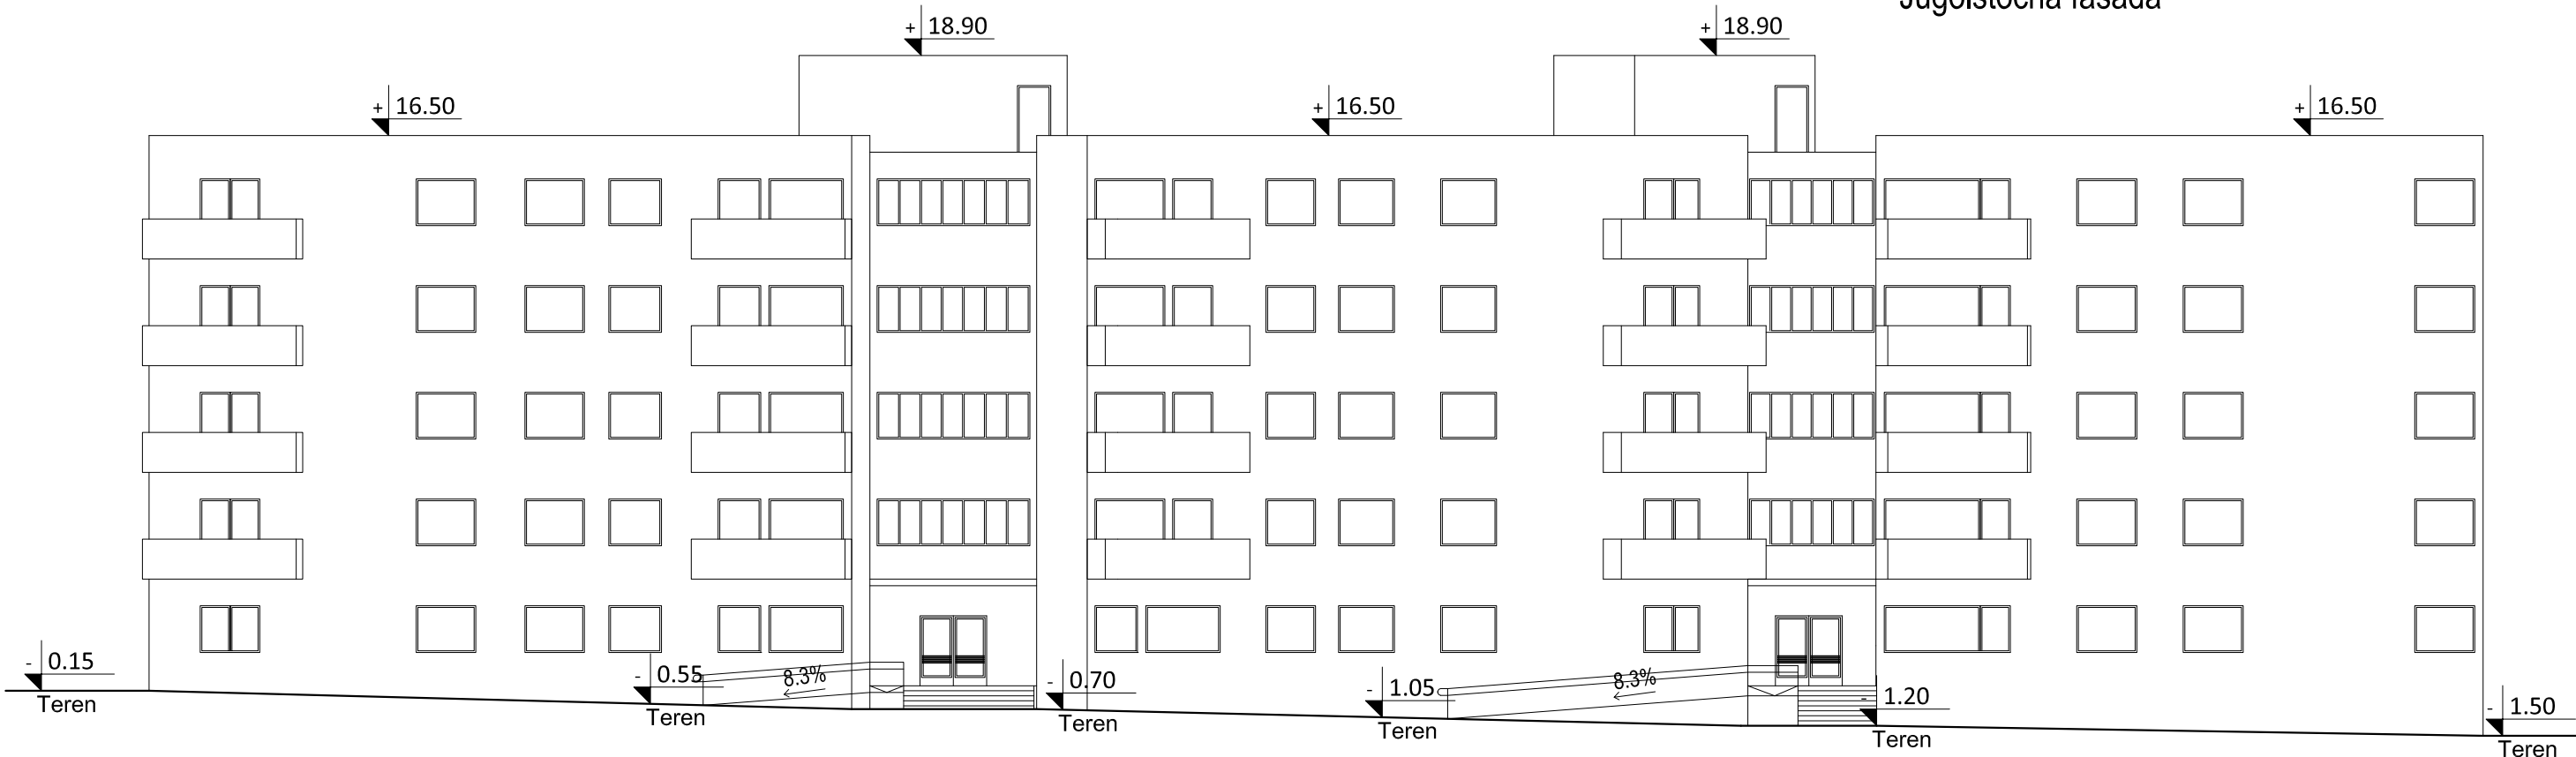 Jugoistochna fasada
+ 18.90
+ 18.90
+ 16.50
+ 16.50
+ 16.50
- 0.15
Teren
- 0.55
Teren
8.3%
- 0.70
Teren
- 1.05
Teren
8.3%
- 1.20
Teren
- 1.50
Teren